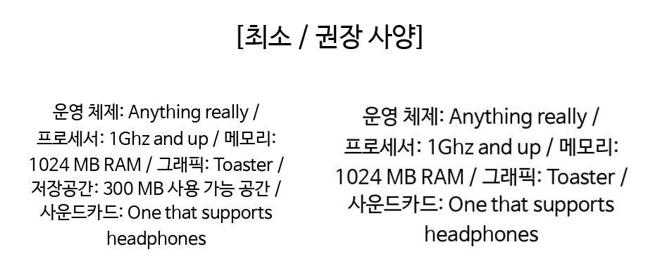 [최소 / 권장 사양]
운영 체제: Anything really /
프로세서: 1Ghz and up / 메모리:
1024 MB RAM / 그래픽: Toaster /
저장공간: 300 MB 사용 가능 공간 /
사운드카드: One that supports
headphones
운영 체제: Anything really /
프로세서: 1Ghz and up / 메모리:
1024 MB RAM / 그래픽: Toaster /
사운드카드: One that supports
headphones